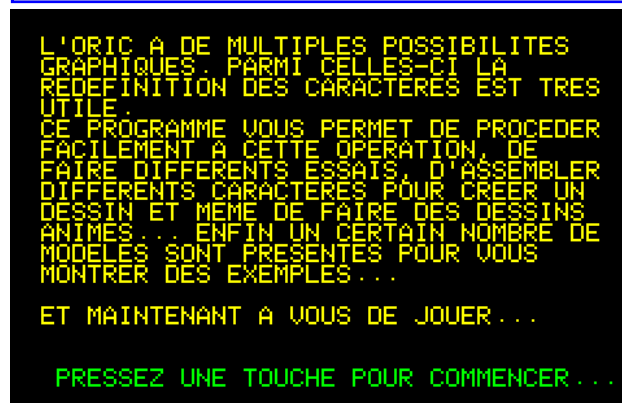 L'ORIC A DE MULTIPLES POSSIBILITES
GRAPHIQUES. PARMI CELLES-CI LA
REDEFINITION DES CARACTERES EST TRES
UTILE.
CE PROGRAMME VOUS PERMET DE PROCEDER
FACILEMENT A CETTE OPERATION, DE
FAIRE DIFFERENTS ESSAIS, D'ASSEMBLER
DIFFERENTS CARACTERES POUR CREER UN
DESSIN ET MEME DE FAIRE DES DESSINS
ANIMES... ENFIN UN CERTAIN NOMBRE DE
MODELES SONT PRESENTES POUR VOUS
MONTRER DES EXEMPLES...
ET MAINTENANT A VOUS DE JOUER...
PRESSEZ UNE TOUCHE POUR COMMENCER...